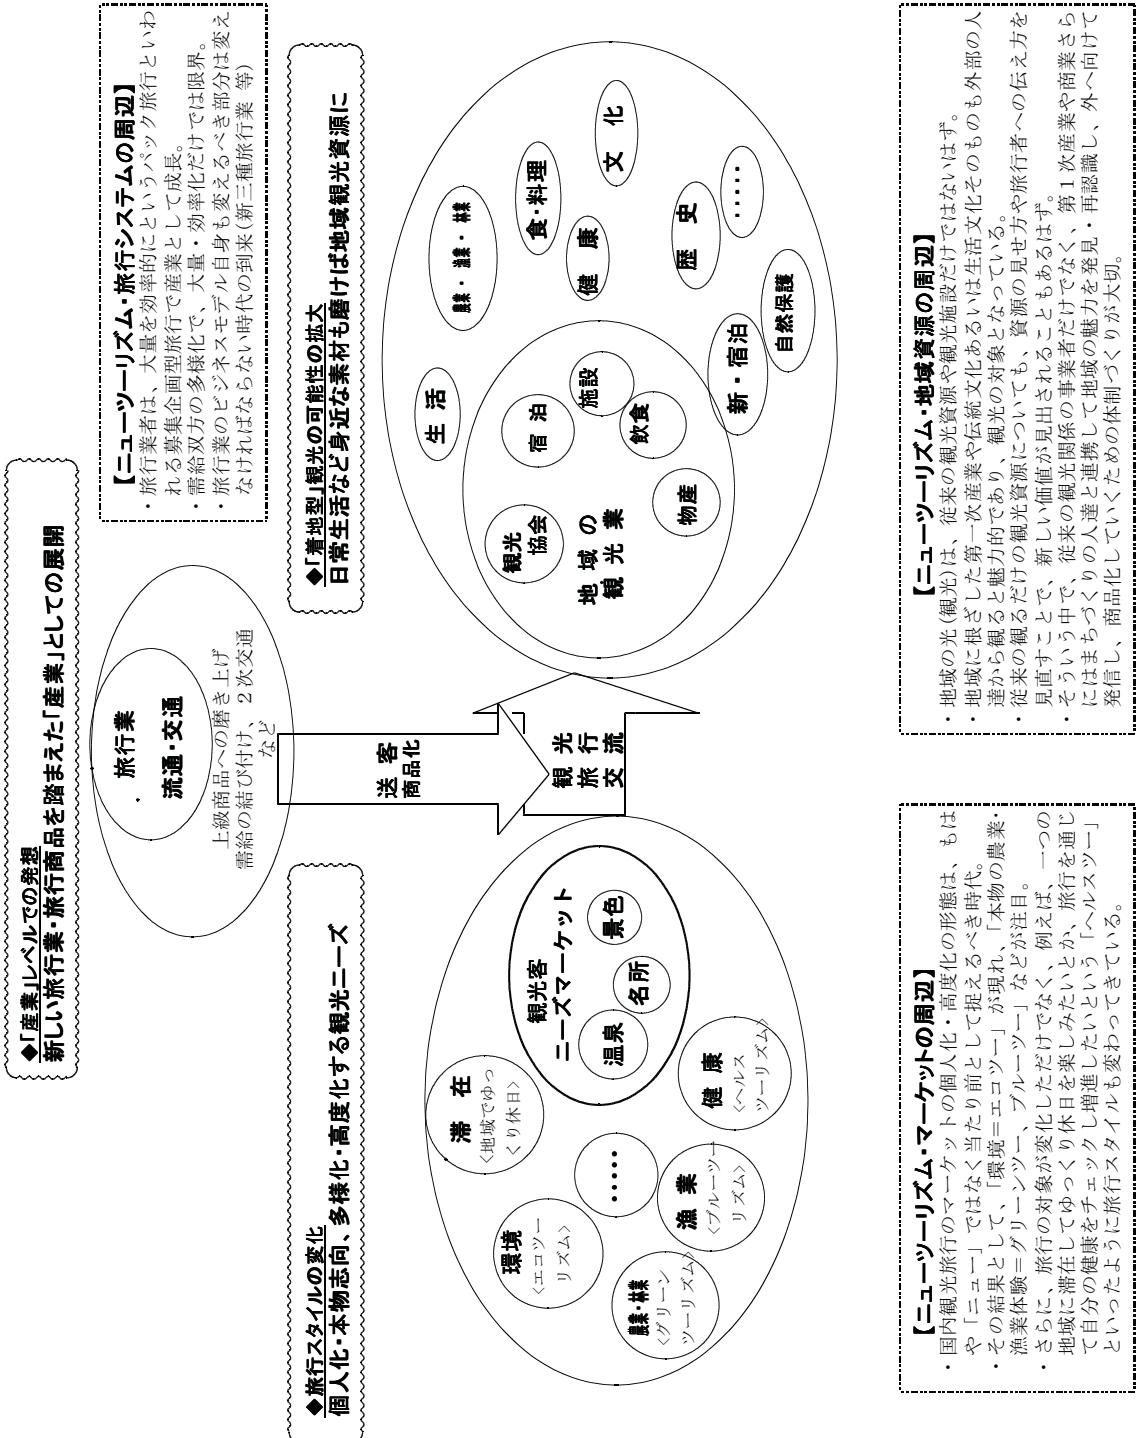 ◆「産業」レベルでの発想
新しい旅行業・旅行商品を踏まえた「産業」としての展開
旅行業
流通・交通
上級商品への磨き上げ
需給の結び付け、２次交通
など
【ニューツーリズム・旅行システムの周辺】
・旅行業者は、大量を効率的にというパック旅行といわ
れる募集企画型旅行で産業として成長。
・需給双方の多様化で、大量・効率化だけでは限界。
・旅行業のビジネスモデル自身も変えるべき部分は変え
なければならない時代の到来(新三種旅行業 等)
◆旅行スタイルの変化
個人化・本物志向、多様化・高度化する観光ニーズ
◆「着地型」観光の可能性の拡大
日常生活など身近な素材も磨けば地域観光資源に
滞 在
<地域でゆっ
くり休日>
環境
<エコツー
リズム>
農業・林業
<グリーン
ツーリズム>
漁 業
<ブルーツー
リズム>
健 康
<ヘルス
ツーリズム>
・・・・・
観光客
ニーズマーケット
温泉
名所
景色
送 客
商品化
観 光
旅 行
交 流
地 域 の
観 光 業
観光
協会
宿 泊
施設
飲食
物産
生 活
農業・漁業・林業
食・料理
健 康
文 化
歴 史
・・・・・
新・宿泊
自然保護
【ニューツーリズム・マーケットの周辺】
・国内観光旅行のマーケットの個人化・高度化の形態は、もは
や「ニュー」ではなく当たり前として捉えるべき時代。
・その結果として、「環境＝エコツー」が現れ、「本物の農業・
漁業体験＝グリーンツー、ブルーツー」などが注目。
・さらに、旅行の対象が変化しただけでなく、例えば、一つの
地域に滞在してゆっくり休日を楽しみたいとか、旅行を通じ
て自分の健康をチェックし増進したいという「ヘルスツー」
といったように旅行スタイルも変わってきている。
【ニューツーリズム・地域資源の周辺】
・地域の光(観光)は、従来の観光資源や観光施設だけではないはず。
・地域に根ざした第一次産業や伝統文化あるいは生活文化そのものも外部の人
達から観ると魅力的であり、観光の対象となっている。
・従来の観るだけの観光資源についても、資源の見せ方や旅行者への伝え方を
見直すことで、新しい価値が見出されることもあるはず。
・そういう中で、従来の観光関係の事業者だけでなく、第１次産業や商業さら
にはまちづくりの人達と連携して地域の魅力を発見・再認識し、外へ向けて
発信し、商品化していくための体制づくりが大切。